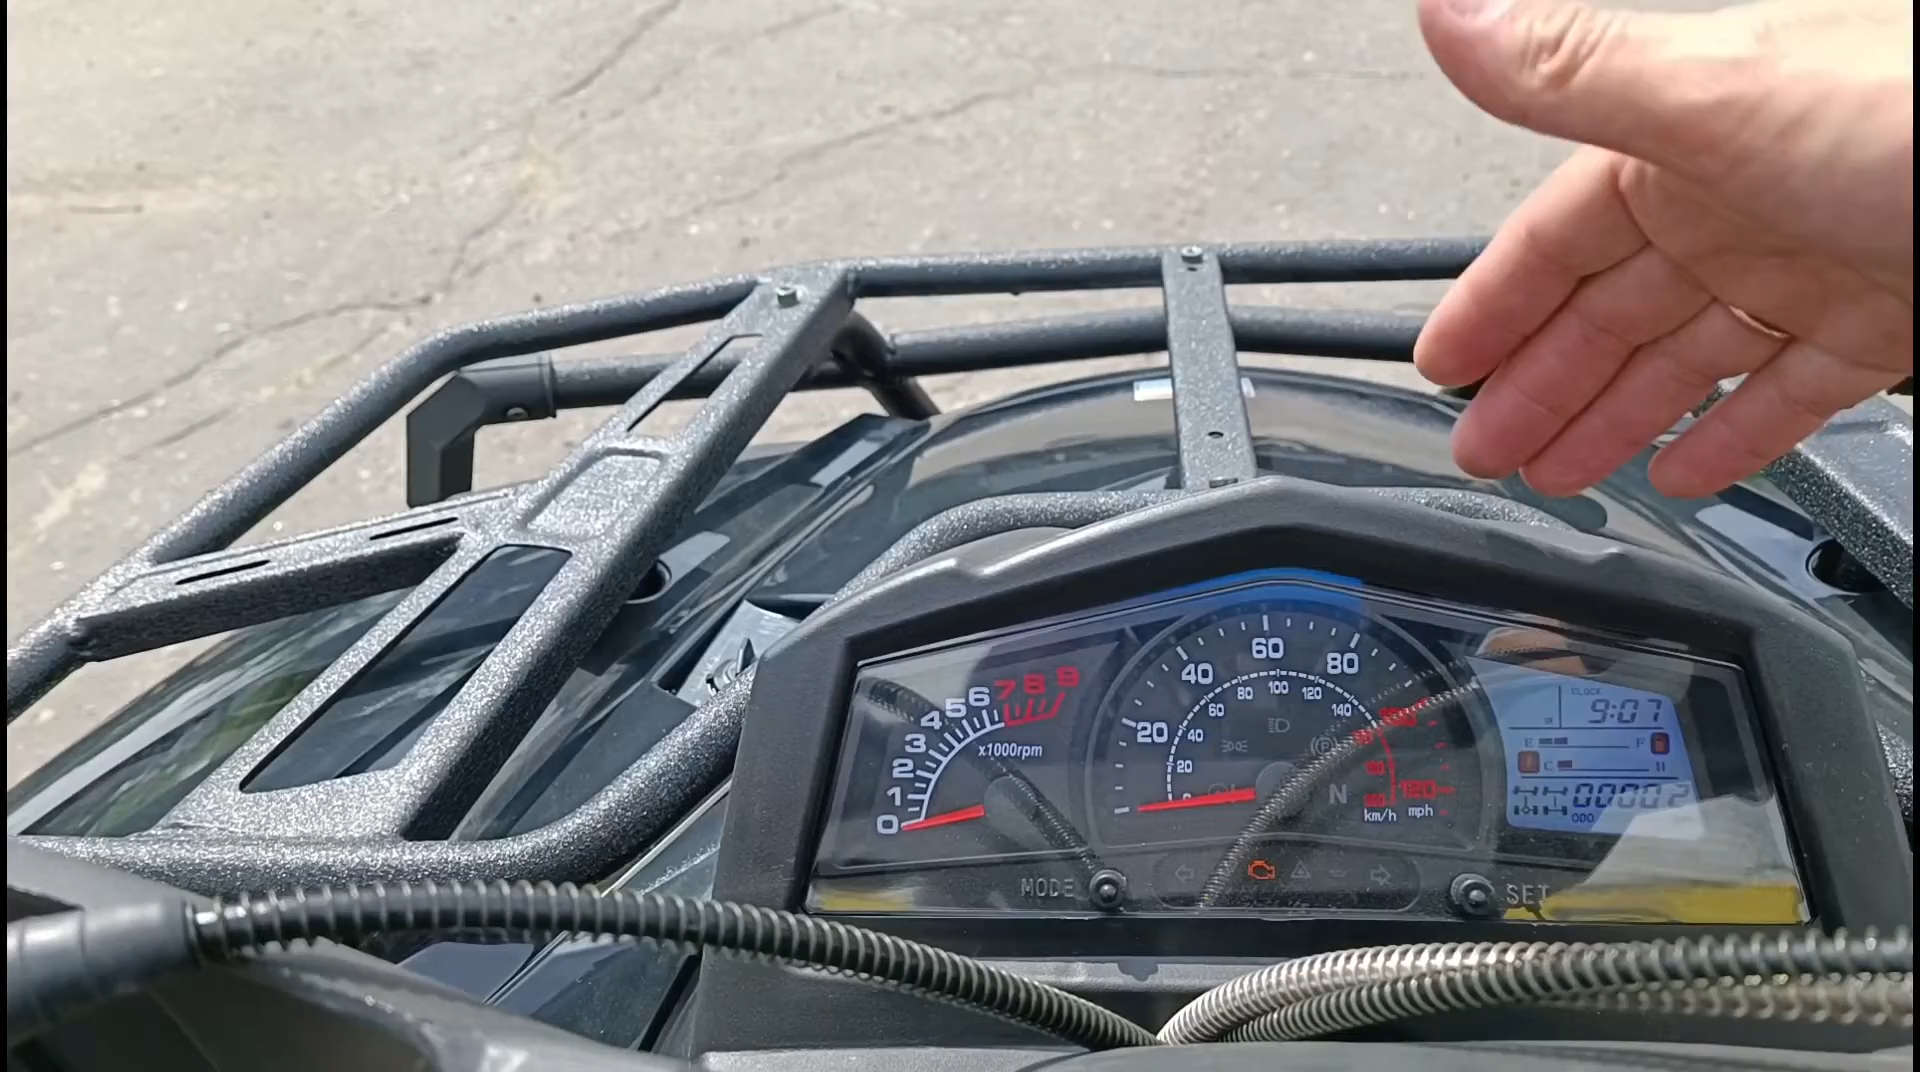 0 1 2 3 4 5 6 7 8 9
x1000rpm
20 40 60 80
120
20 40 60 80 100 120 140
km/h mph
N
P
CLOCK
9:07
E F
C H
00002
ODO
MODE
SET